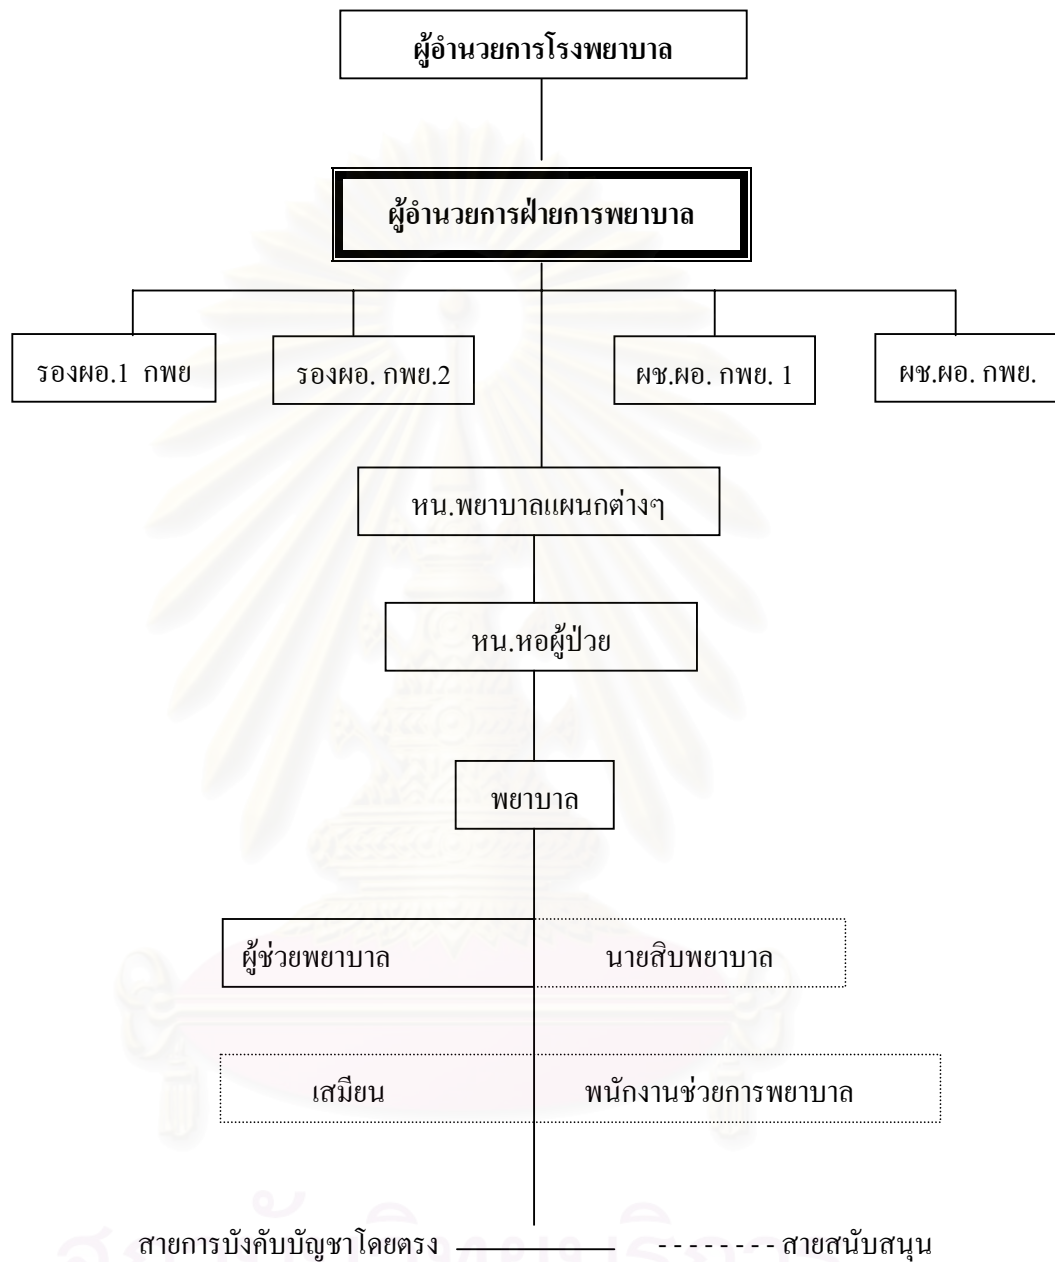 ผู้อำนวยการโรงพยาบาล
ผู้อำนวยการฝ่ายการพยาบาล
รองผอ.1 กพย
รองผอ. กพย.2
ผช.ผอ. กพย. 1
ผช.ผอ. กพย.
หน.พยาบาลแผนกต่างๆ
หน.หอผู้ป่วย
พยาบาล
ผู้ช่วยพยาบาล
นายสิบพยาบาล
เสมียน
พนักงานช่วยการพยาบาล
สายการบังคับบัญชาโดยตรง
สายสนับสนุน